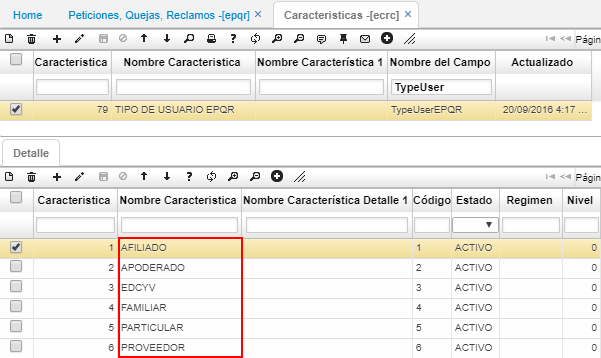 Home Peticiones, Quejas, Reclamos -[epqr] × Caracteristicas -[ecrc] ×
Págin
Caracteristica Nombre Caracteristica Nombre Característica 1 Nombre del Campo Actualizado
TypeUser
79 TIPO DE USUARIO EPQR TypeUserEPQR 20/09/2016 4:17 ...
Detalle
Págin
Caracteristica Nombre Caracteristica Nombre Característica Detalle 1 Código Estado Regimen Nivel
1 AFILIADO 1 ACTIVO 0
2 APODERADO 2 ACTIVO 0
3 EDCYV 3 ACTIVO 0
4 FAMILIAR 4 ACTIVO 0
5 PARTICULAR 5 ACTIVO 0
6 PROVEEDOR 6 ACTIVO 0